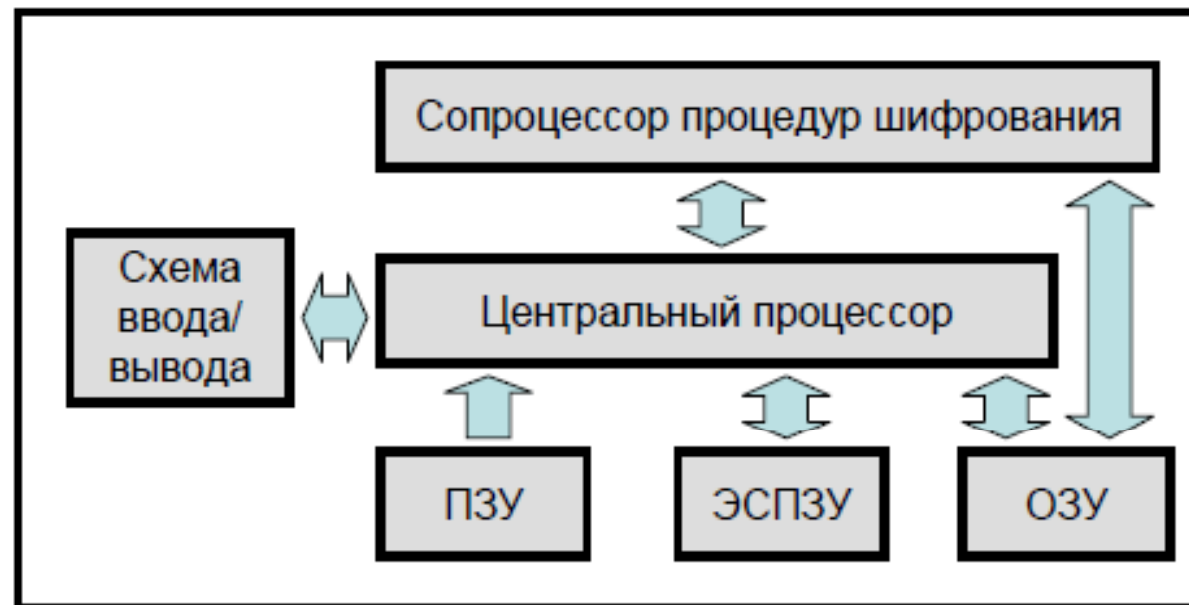 Сопроцессор процедур шифрования
Схема
ввода/
вывода
Центральный процессор
ПЗУ
ЭСПЗУ
ОЗУ